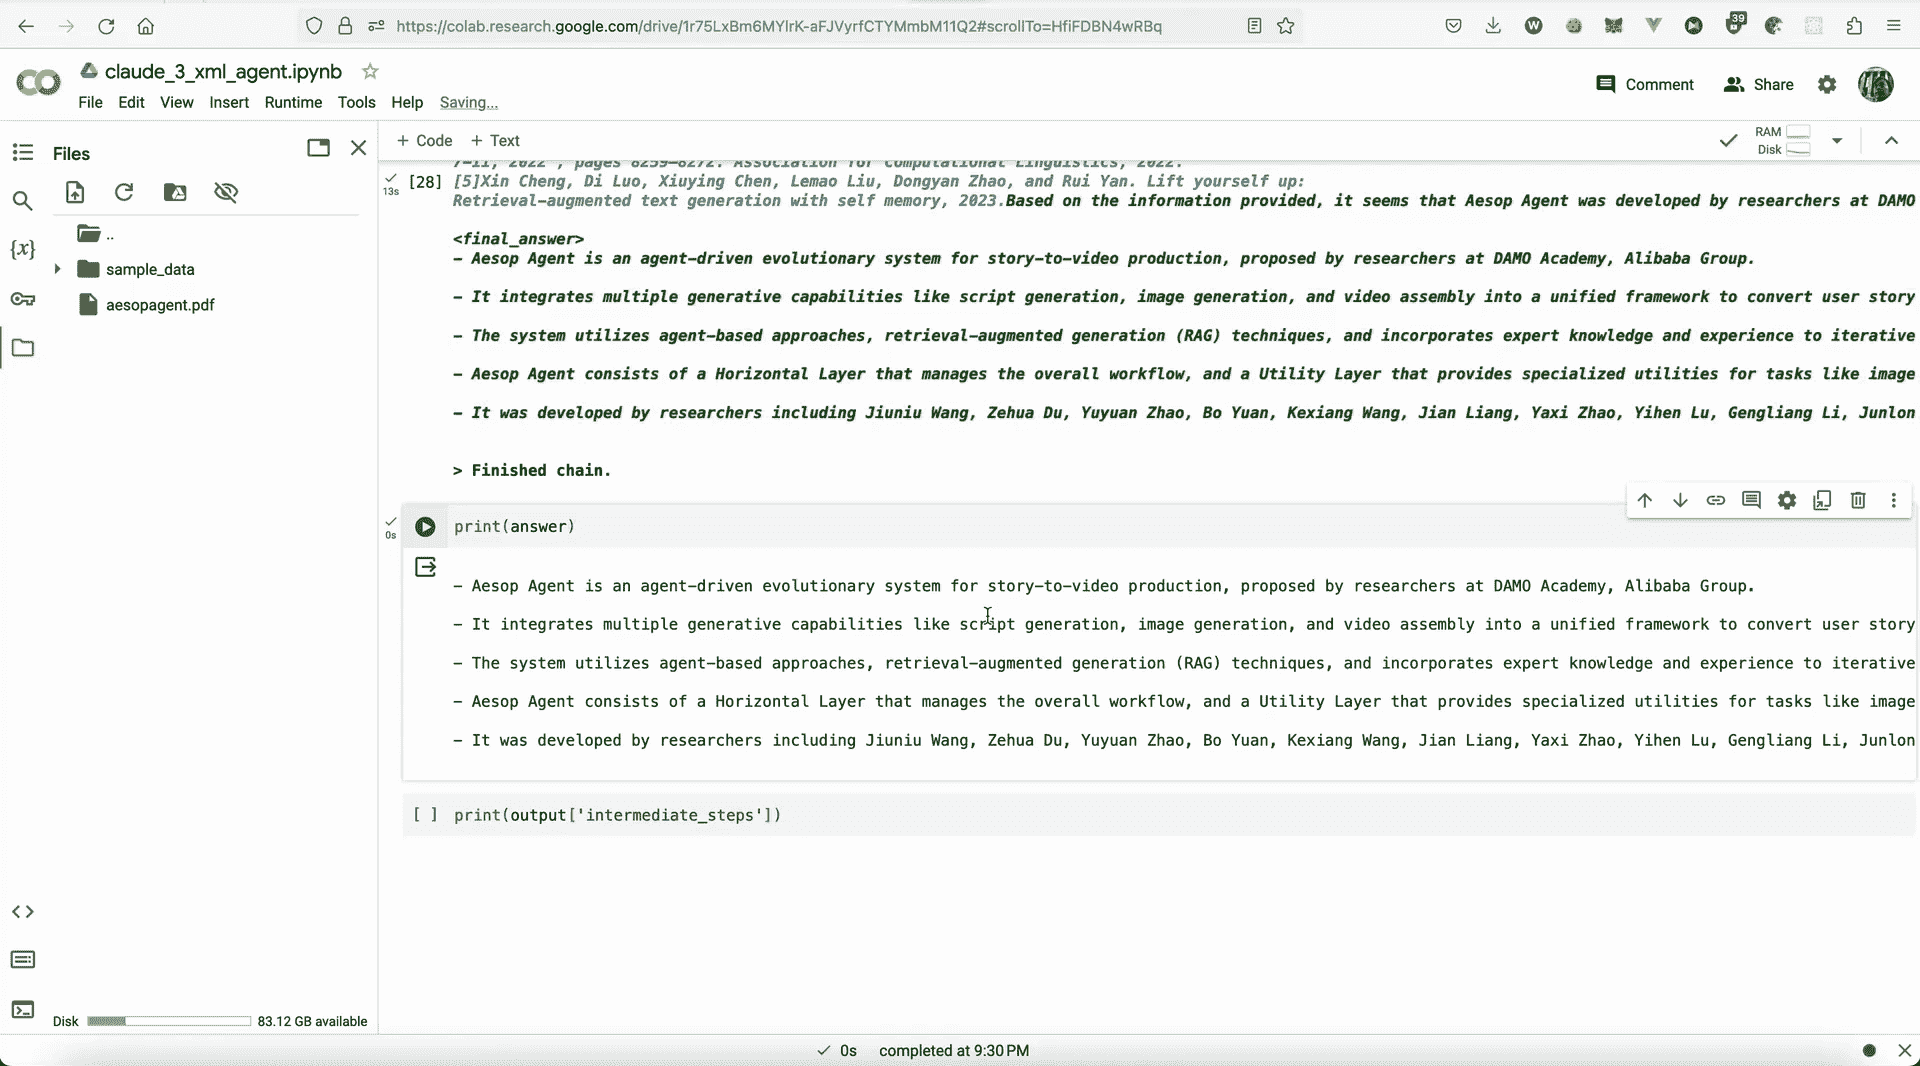 https://colab.research.google.com/drive/1r75LxBm6MYlrK-aFJVyrfCTYMmbM11Q2#scrollTo=HfiFDBN4wRBq
W
39
claude_3_xml_agent.ipynb
File Edit View Insert Runtime Tools Help Saving...
Comment
Share
Files
+ Code + Text
RAM
Disk
..
sample_data
aesopagent.pdf
{x}
7-11, 2022 , pages 8259-8272. Association for Computational Linguistics, 2022.
13s
[28] [5]Xin Cheng, Di Luo, Xiuying Chen, Lemao Liu, Dongyan Zhao, and Rui Yan. Lift yourself up:
Retrieval-augmented text generation with self memory, 2023.Based on the information provided, it seems that Aesop Agent was developed by researchers at DAMO
<final_answer>
- Aesop Agent is an agent-driven evolutionary system for story-to-video production, proposed by researchers at DAMO Academy, Alibaba Group.
- It integrates multiple generative capabilities like script generation, image generation, and video assembly into a unified framework to convert user story
- The system utilizes agent-based approaches, retrieval-augmented generation (RAG) techniques, and incorporates expert knowledge and experience to iterative
- Aesop Agent consists of a Horizontal Layer that manages the overall workflow, and a Utility Layer that provides specialized utilities for tasks like image
- It was developed by researchers including Jiuniu Wang, Zehua Du, Yuyuan Zhao, Bo Yuan, Kexiang Wang, Jian Liang, Yaxi Zhao, Yihen Lu, Gengliang Li, Junlon
> Finished chain.
0s
print(answer)
- Aesop Agent is an agent-driven evolutionary system for story-to-video production, proposed by researchers at DAMO Academy, Alibaba Group.
- It integrates multiple generative capabilities like script generation, image generation, and video assembly into a unified framework to convert user story
- The system utilizes agent-based approaches, retrieval-augmented generation (RAG) techniques, and incorporates expert knowledge and experience to iterative
- Aesop Agent consists of a Horizontal Layer that manages the overall workflow, and a Utility Layer that provides specialized utilities for tasks like image
- It was developed by researchers including Jiuniu Wang, Zehua Du, Yuyuan Zhao, Bo Yuan, Kexiang Wang, Jian Liang, Yaxi Zhao, Yihen Lu, Gengliang Li, Junlon
[ ] print(output['intermediate_steps'])
Disk 83.12 GB available
0s completed at 9:30 PM